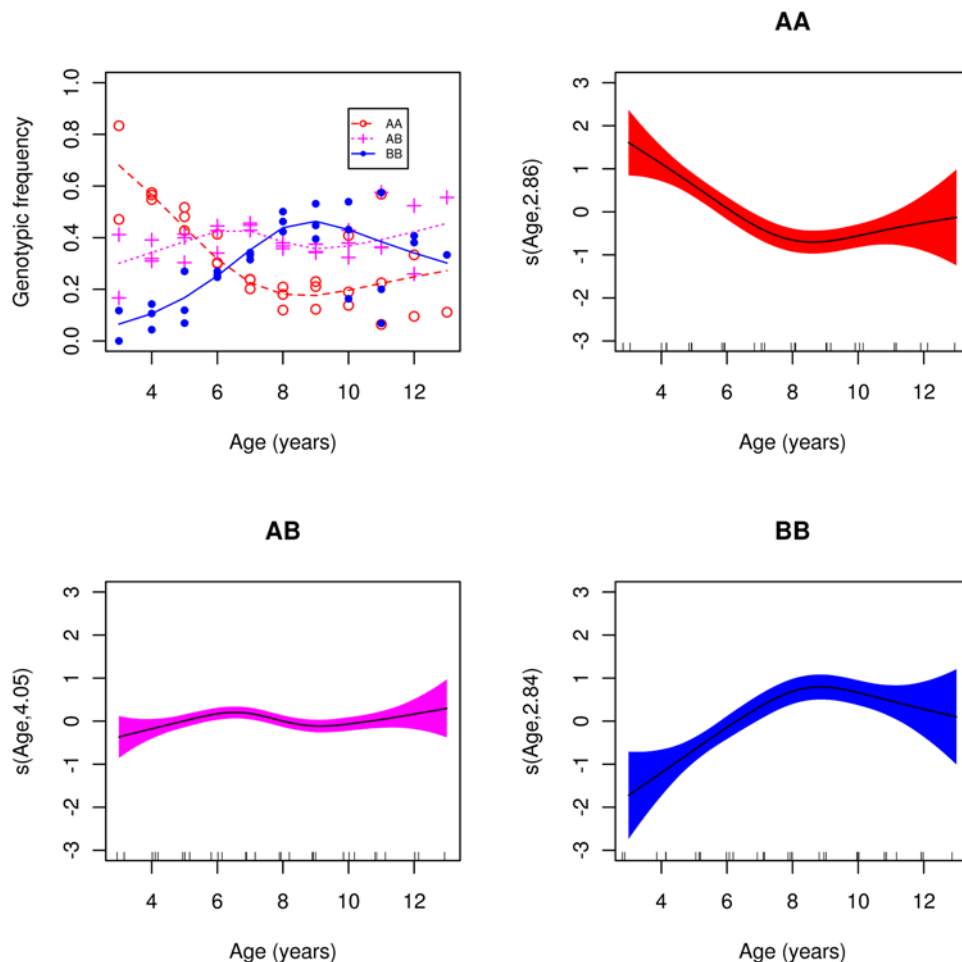 AA
Genotypic frequency
0.0 0.2 0.4 0.6 0.8 1.0
AA
AB
BB
4 6 8 10 12
Age (years)
s(Age,2.86)
-3 -2 -1 0 1 2 3
4 6 8 10 12
Age (years)
AB
s(Age,4.05)
-3 -2 -1 0 1 2 3
4 6 8 10 12
Age (years)
BB
s(Age,2.84)
-3 -2 -1 0 1 2 3
4 6 8 10 12
Age (years)